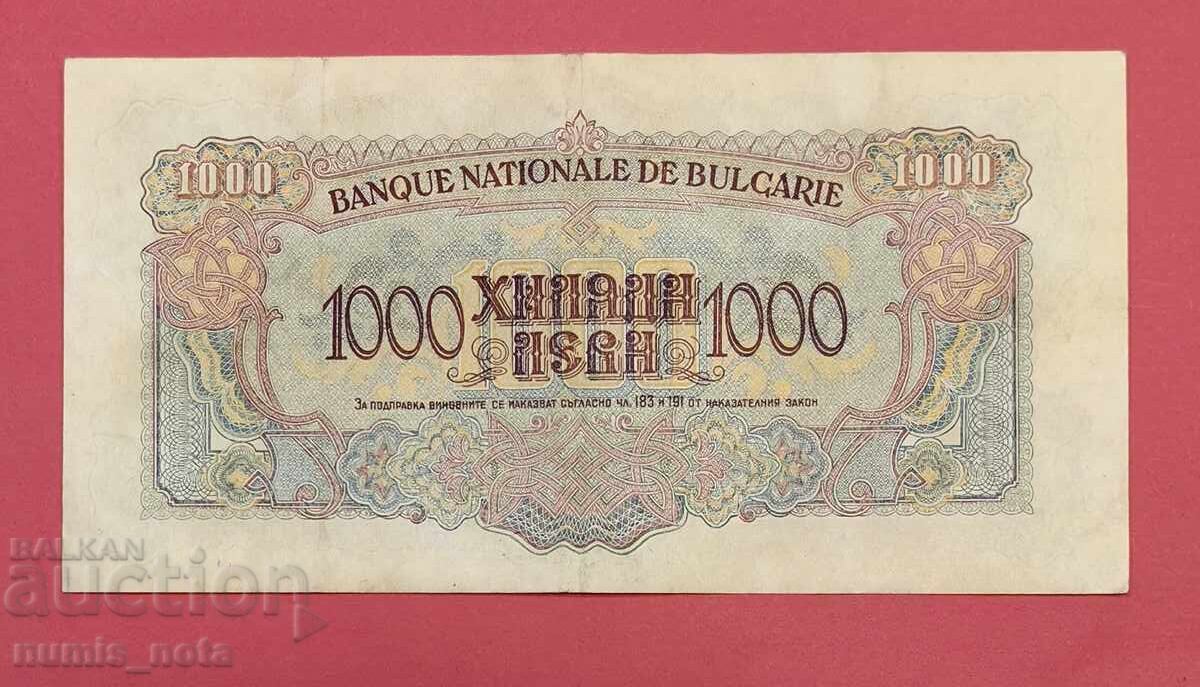 1000 1000
BANQUE NATIONALE DE BULGARIE
1000 ХИЛЯДИ 1000
1000
ЛЕВА
ЗА ПОДПРАВКА ВИНОВНИТЕ СЕ НАКАЗВАТ СЪГЛАСНО ЧЛ. 183 И 191 ОТ НАКАЗАТЕЛНИЯ ЗАКОН
BALKAN
auction
numis_nota